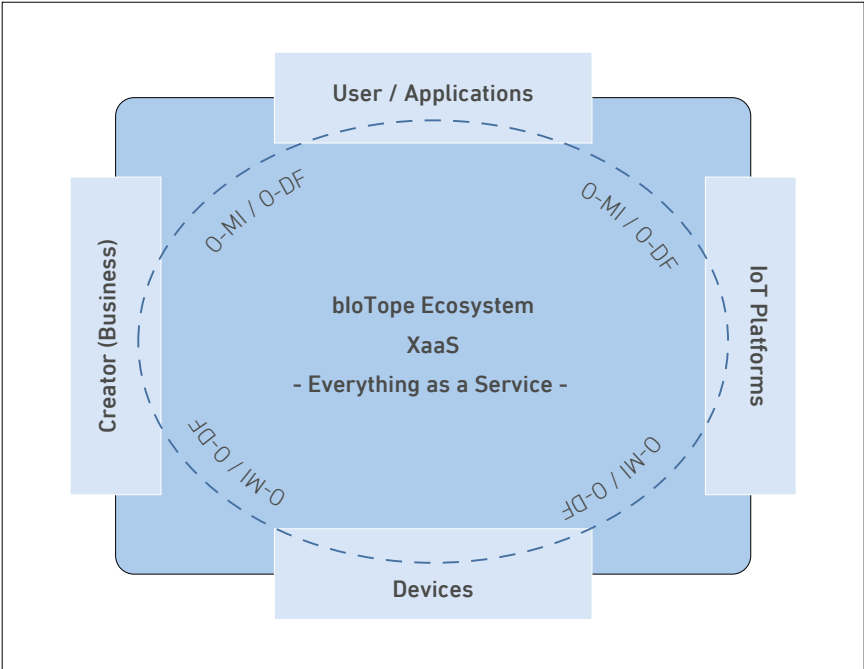 User / Applications
O-MI / O-DF
O-MI / O-DF
Creator (Business)
bIoTope Ecosystem
XaaS
- Everything as a Service -
IoT Platforms
O-MI / O-DF
O-MI / O-DF
Devices